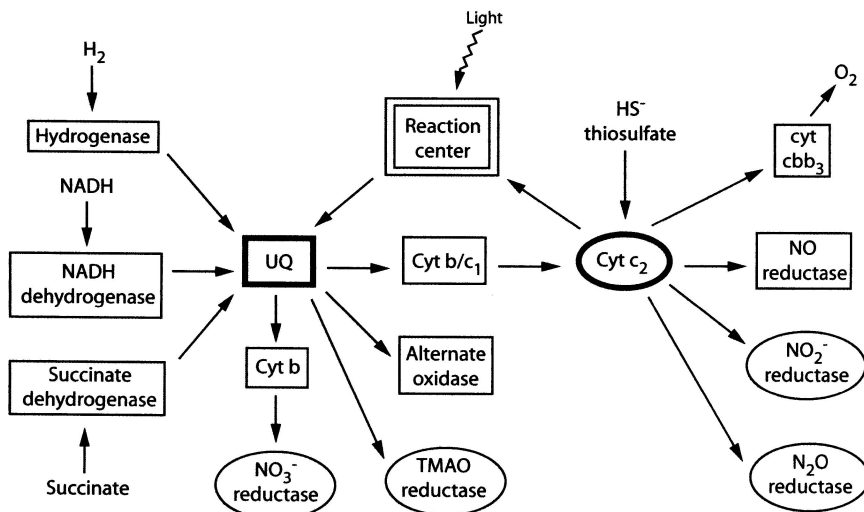 Light
H₂
O₂
Hydrogenase
Reaction
center
HS⁻
thiosulfate
cyt
cbb₃
NADH
NADH
dehydrogenase
UQ
Cyt b/c₁
Cyt c₂
NO
reductase
Succinate
dehydrogenase
Cyt b
Alternate
oxidase
NO₂⁻
reductase
Succinate
NO₃⁻
reductase
TMAO
reductase
N₂O
reductase